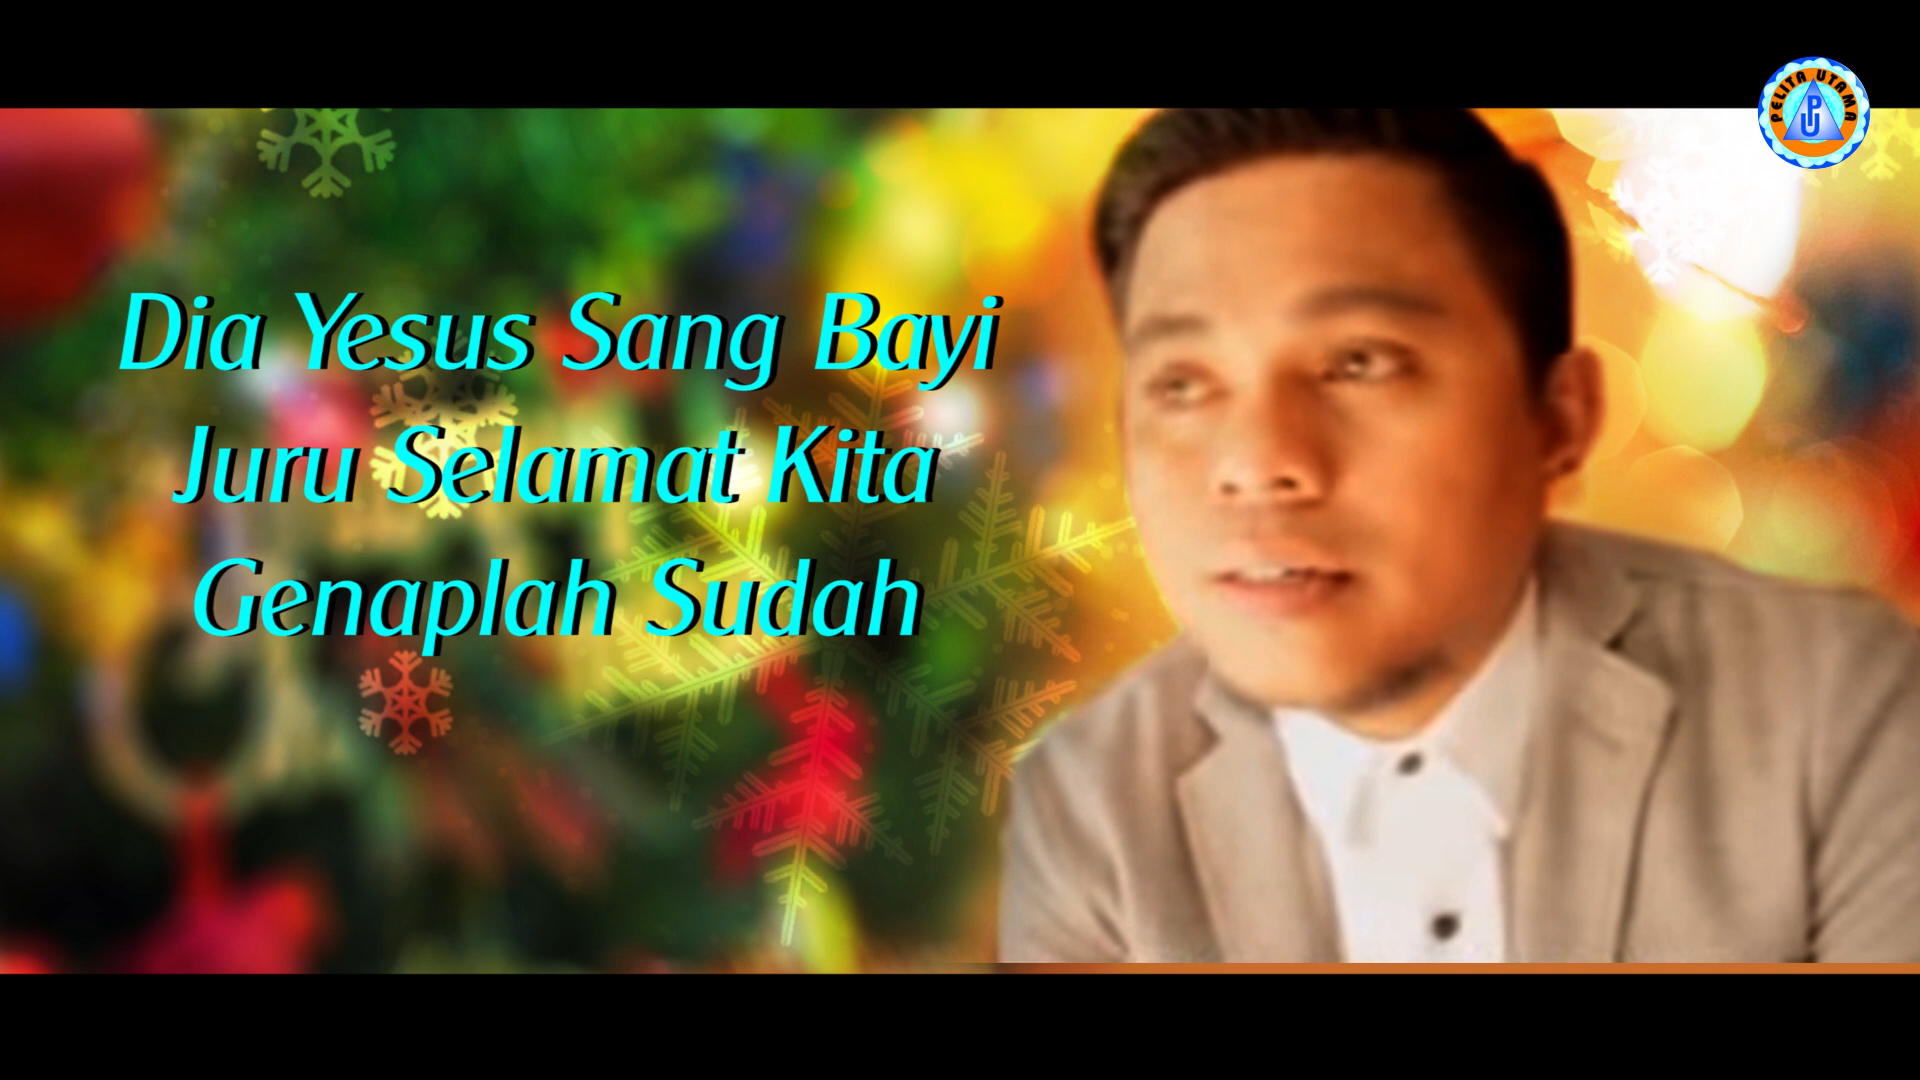 PELITA UTAMA
PU
Dia Yesus Sang Bayi
Juru Selamat Kita
Genaplah Sudah